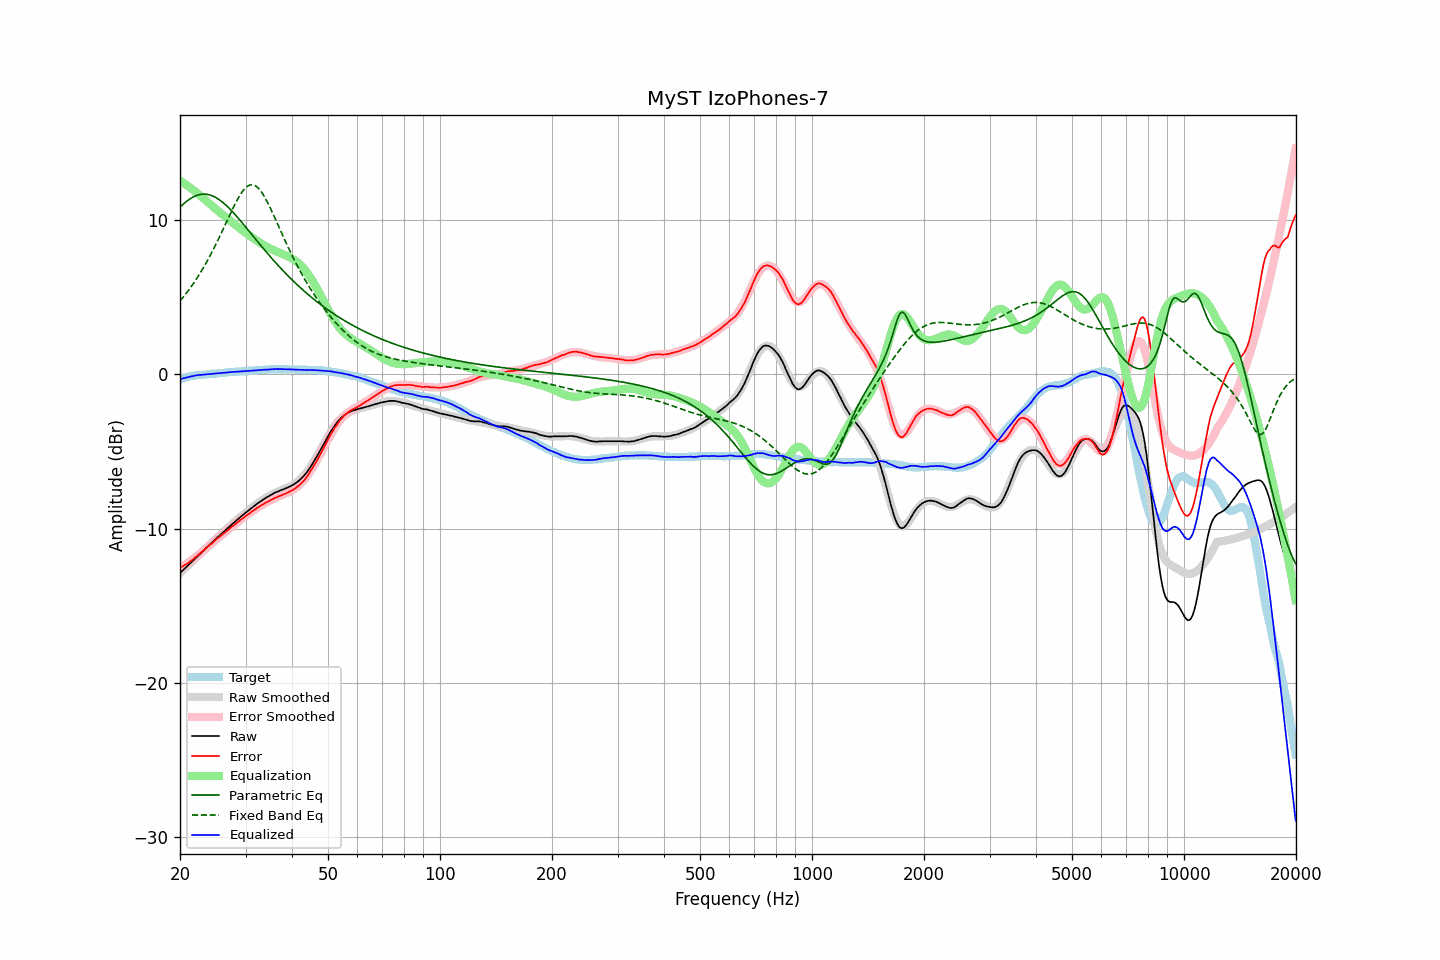 MyST IzoPhones-7
Amplitude (dBr)
10
0
−10
−20
−30
Target
Raw Smoothed
Error Smoothed
Raw
Error
Equalization
Parametric Eq
Fixed Band Eq
Equalized
20 50 100 200 500 1000 2000 5000 10000 20000
Frequency (Hz)